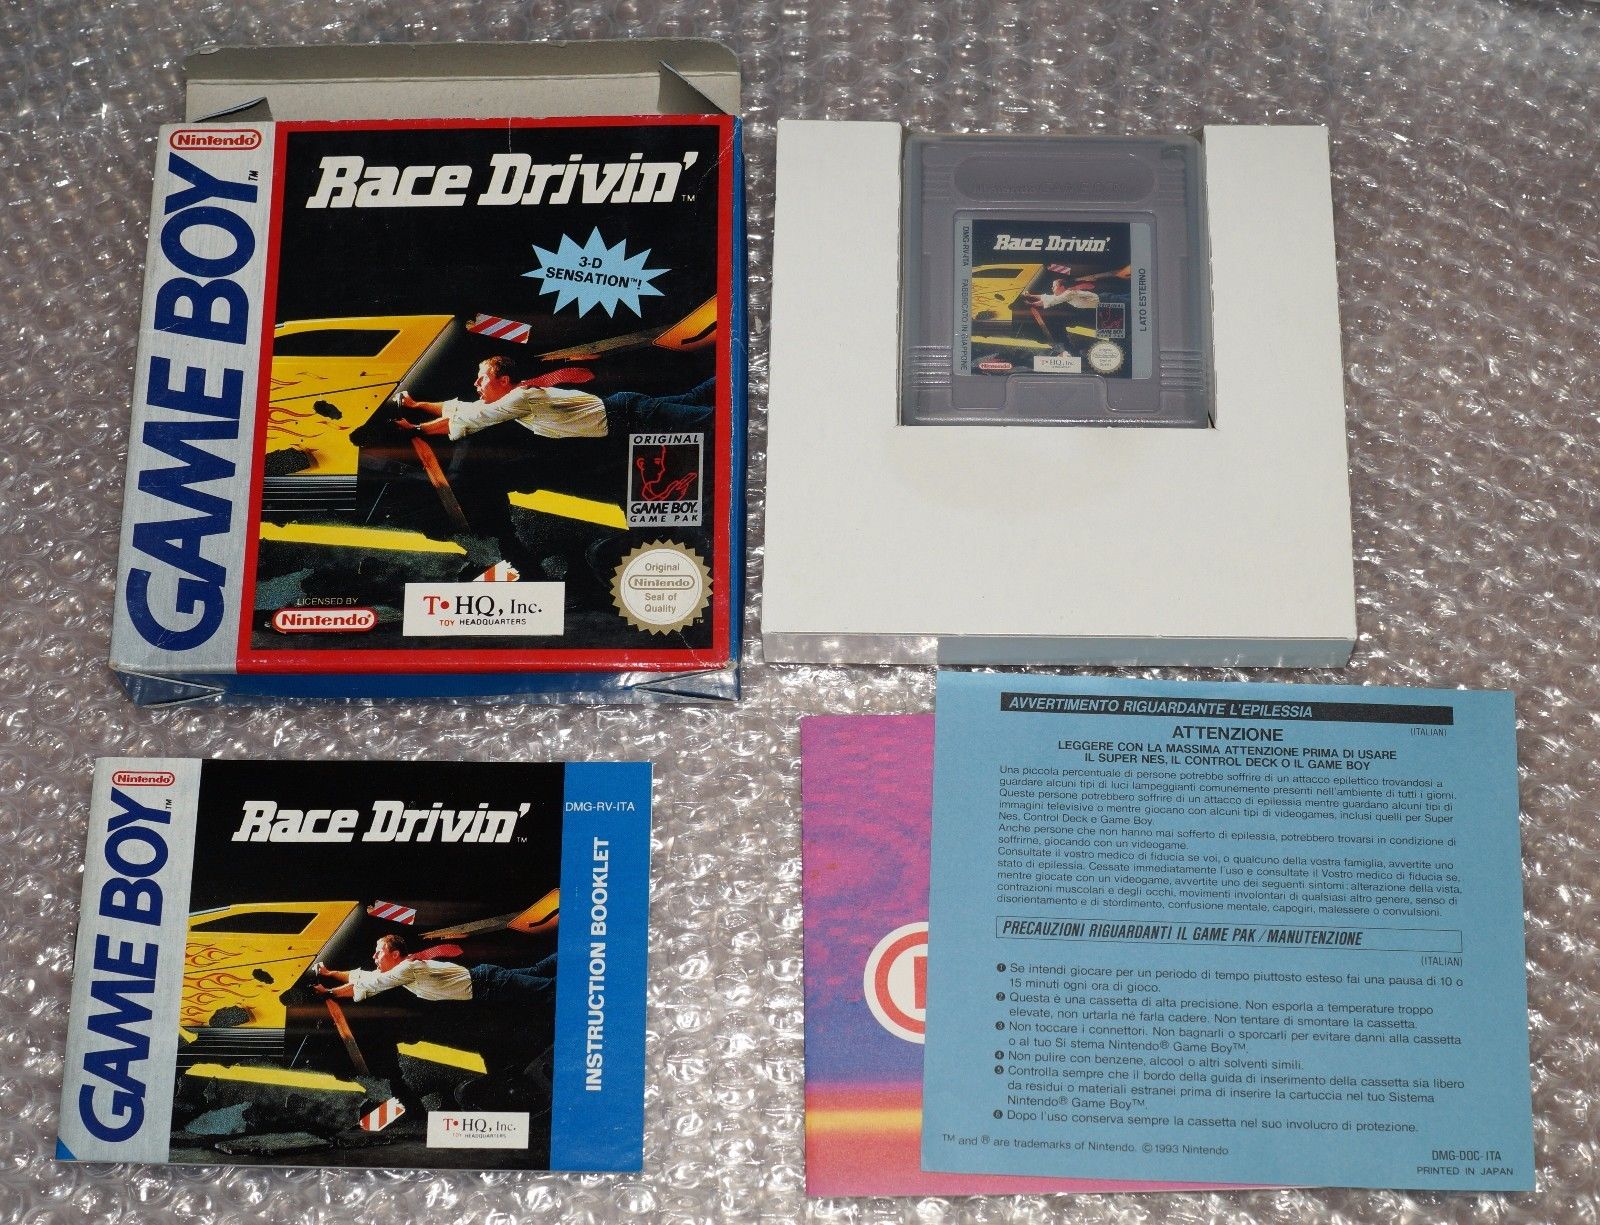 Nintendo®
GAME BOY™
Race Drivin'™
3-D
SENSATION™!
ORIGINAL
GAME BOY
GAME PAK
Original
Nintendo
Seal of
Quality
™
LICENSED BY
Nintendo®
T•HQ, Inc.
TOY HEADQUARTERS
Nintendo GAME BOY
DMG-RV-ITA FABBRICATO IN GIAPPONE
Race Drivin'
LATO ESTERNO
GAME BOY
Nintendo
T•HQ, Inc.
Nintendo®
GAME BOY™
Race Drivin'™
DMG-RV-ITA
INSTRUCTION BOOKLET
T•HQ, Inc.
TOY HEADQUARTERS
AVVERTIMENTO RIGUARDANTE L'EPILESSIA
(ITALIAN)
ATTENZIONE
LEGGERE CON LA MASSIMA ATTENZIONE PRIMA DI USARE
IL SUPER NES, IL CONTROL DECK O IL GAME BOY
Una piccola percentuale di persone potrebbe soffrire di un attacco epilettico trovandosi a
guardare alcuni tipi di luci lampeggianti comunemente presenti nell'ambiente di tutti i giorni.
Queste persone potrebbero soffrire di un attacco di epilessia mentre guardano alcuni tipi di
immagini televisive o mentre giocano con alcuni tipi di videogames, inclusi quelli per Super
Nes, Control Deck e Game Boy.
Anche persone che non hanno mai sofferto di epilessia, potrebbero trovarsi in condizione di
soffrirne, giocando con un videogame.
Consultate il vostro medico di fiducia se voi, o qualcuno della vostra famiglia, avvertite uno
stato di epilessia. Cessate immediatamente l'uso e consultate il Vostro medico di fiducia se,
mentre giocate con un videogame, avvertite uno dei seguenti sintomi: alterazione della vista,
contrazioni muscolari e degli occhi, movimenti involontari di qualsiasi altro genere, senso di
disorientamento e di stordimento, confusione mentale, capogiri, malessere o convulsioni.
PRECAUZIONI RIGUARDANTI IL GAME PAK/MANUTENZIONE
(ITALIAN)
❶ Se intendi giocare per un periodo di tempo piuttosto esteso fai una pausa di 10 o
15 minuti ogni ora di gioco.
❷ Questa è una cassetta di alta precisione. Non esporla a temperature troppo
elevate, non urtarla né farla cadere. Non tentare di smontare la cassetta.
❸ Non toccare i connettori. Non bagnarli o sporcarli per evitare danni alla cassetta
o al tuo Si stema Nintendo® Game Boy™.
❹ Non pulire con benzene, alcool o altri solventi simili.
❺ Controlla sempre che il bordo della guida di inserimento della cassetta sia libero
da residui o materiali estranei prima di inserire la cartuccia nel tuo Sistema
Nintendo® Game Boy™.
❻ Dopo l'uso conserva sempre la cassetta nel suo involucro di protezione.
™ and ® are trademarks of Nintendo. ©1993 Nintendo
DMG-DOC-ITA
PRINTED IN JAPAN